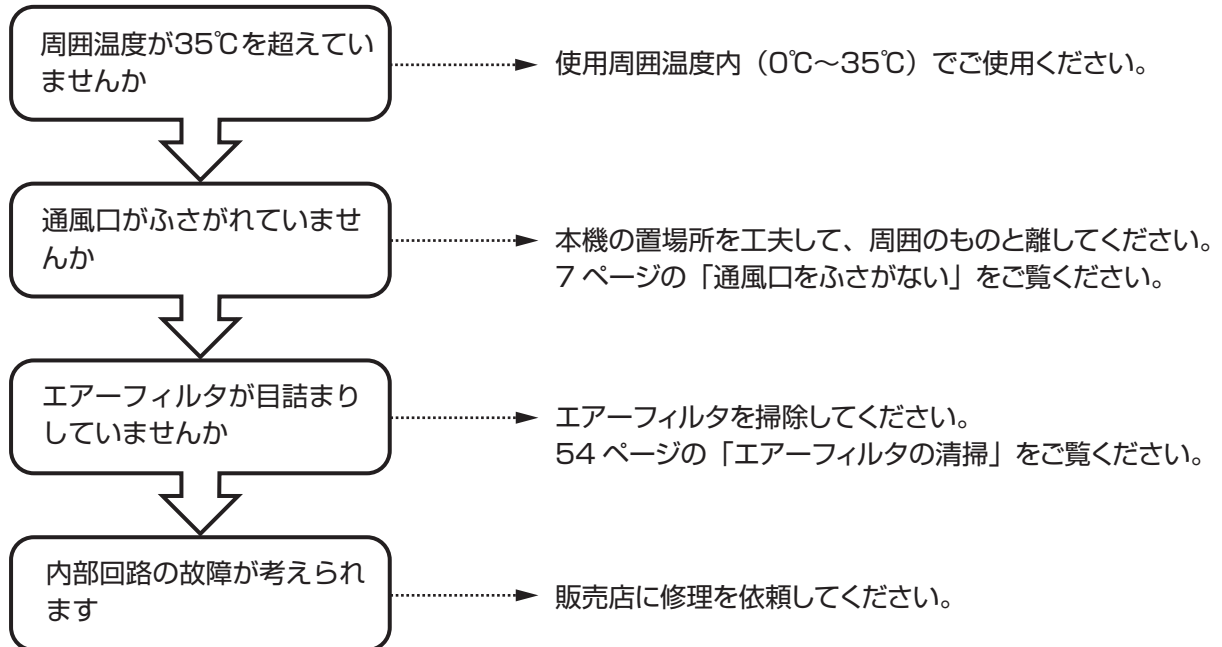 周囲温度が35℃を超えてい
ませんか
使用周囲温度内（0℃～35℃）でご使用ください。
通風口がふさがれていませ
んか
本機の置場所を工夫して、周囲のものと離してください。
7 ページの「通風口をふさがない」をご覧ください。
エアーフィルタが目詰まり
していませんか
エアーフィルタを掃除してください。
54 ページの「エアーフィルタの清掃」をご覧ください。
内部回路の故障が考えられ
ます
販売店に修理を依頼してください。